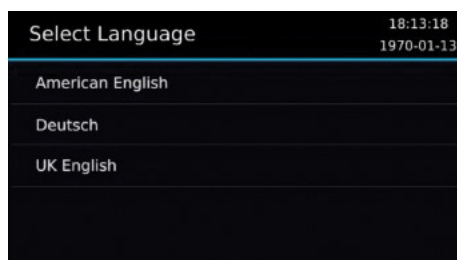 Select Language
18:13:18
1970-01-13
American English
Deutsch
UK English